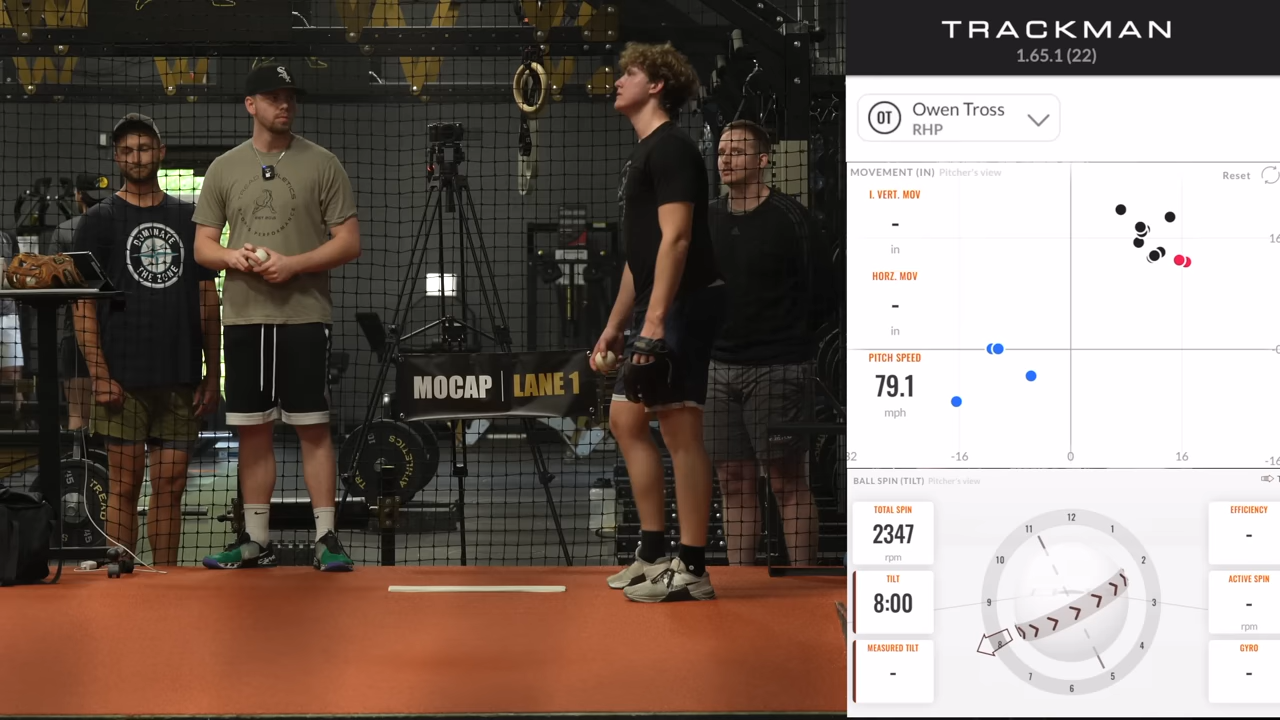 TRACKMAN
1.65.1 (22)
OT
Owen Tross
RHP
MOVEMENT (IN) Pitcher's view
Reset
I. VERT. MOV
-
in
HORZ. MOV
-
in
PITCH SPEED
79.1
mph
16
-16
0
16
-16
BALL SPIN (TILT) Pitcher's view
TOTAL SPIN
2347
rpm
TILT
8:00
MEASURED TILT
-
EFFICIENCY
-
ACTIVE SPIN
-
rpm
GYRO
-
12
1
2
3
4
5
6
7
8
9
10
11
DOMINATE
THE ZONE
MOCAP | LANE 1